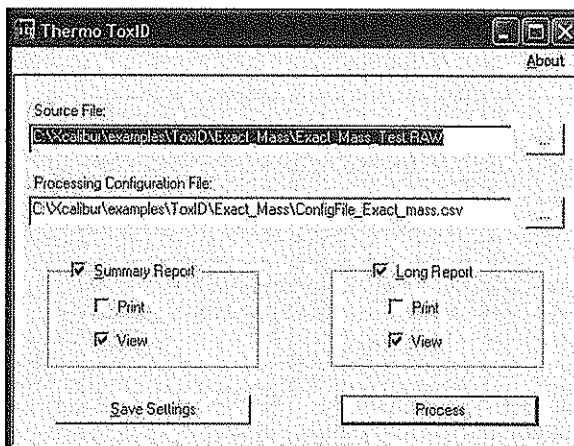 Thermo ToxID
About
Source File:
C:\Xcalibur\examples\ToxID\Exact_Mass\Exact_Mass_Test.RAW
...
Processing Configuration File:
C:\Xcalibur\examples\ToxID\Exact_Mass\ConfigFile_Exact_mass.csv
...
Summary Report
Long Report
Print
Print
View
View
Save Settings
Process